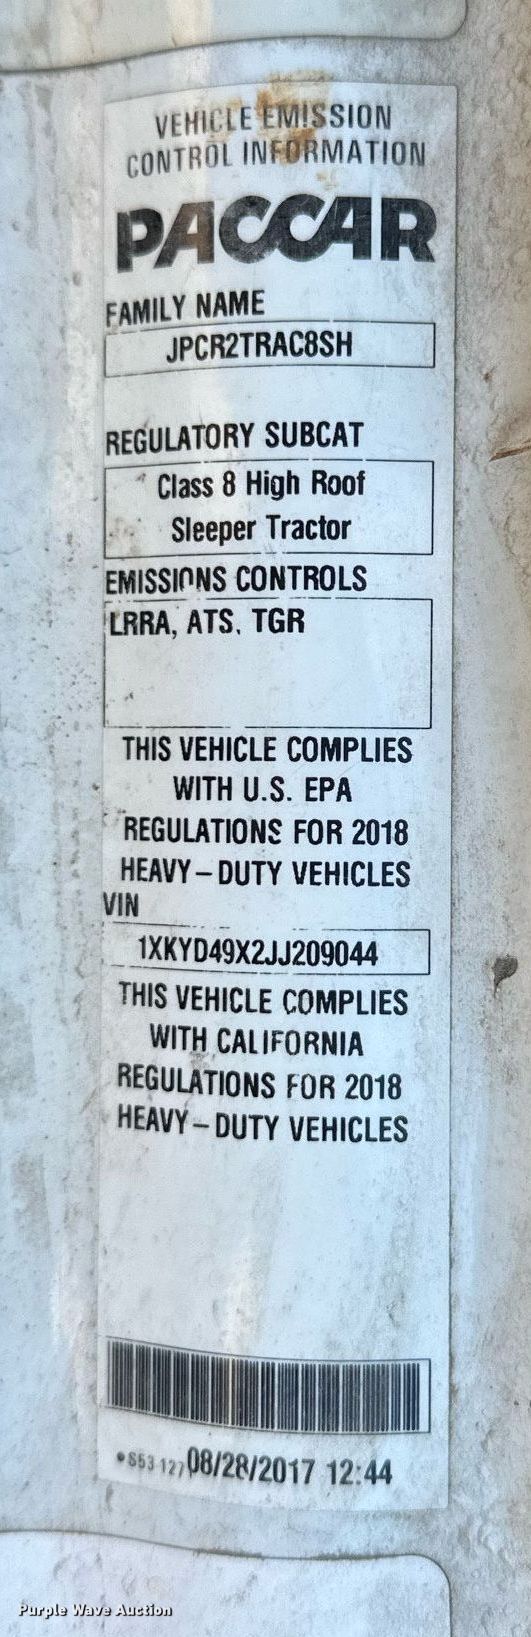 VEHICLE EMISSION
CONTROL INFORMATION
PACCAR
FAMILY NAME
JPCR2TRAC8SH
REGULATORY SUBCAT
Class 8 High Roof
Sleeper Tractor
EMISSIONS CONTROLS
LRRA, ATS, TGR
THIS VEHICLE COMPLIES
WITH U.S. EPA
REGULATIONS FOR 2018
HEAVY-DUTY VEHICLES
VIN
1XKYD49X2JJ209044
THIS VEHICLE COMPLIES
WITH CALIFORNIA
REGULATIONS FOR 2018
HEAVY-DUTY VEHICLES
•S53 127 08/28/2017 12:44
Purple Wave Auction